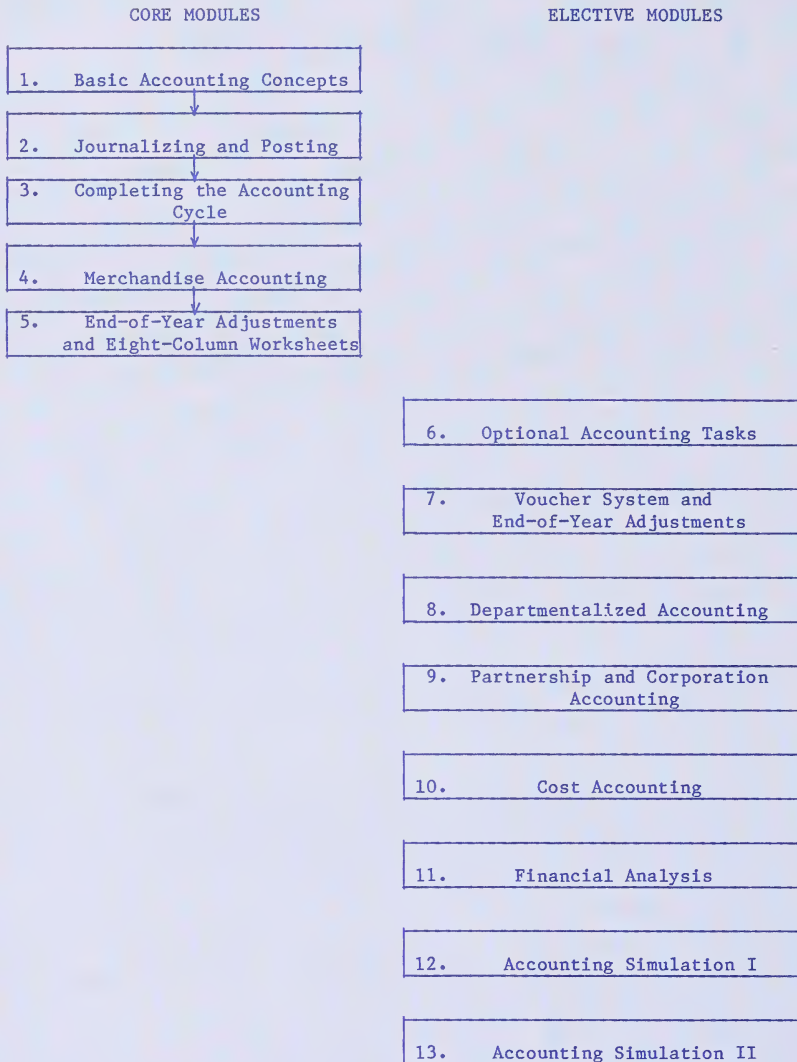 CORE MODULES
ELECTIVE MODULES
1. Basic Accounting Concepts
2. Journalizing and Posting
3. Completing the Accounting
Cycle
4. Merchandise Accounting
5. End-of-Year Adjustments
and Eight-Column Worksheets
6. Optional Accounting Tasks
7. Voucher System and
End-of-Year Adjustments
8. Departmentalized Accounting
9. Partnership and Corporation
Accounting
10. Cost Accounting
11. Financial Analysis
12. Accounting Simulation I
13. Accounting Simulation II